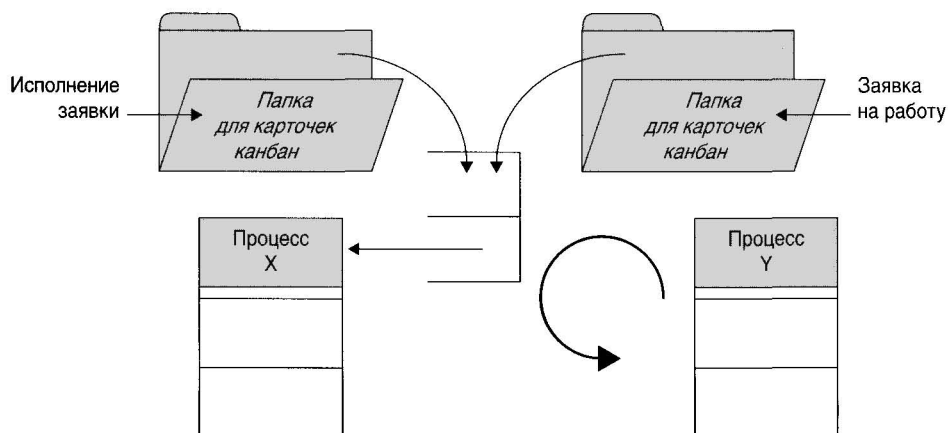 Исполнение
заявки
Папка
для карточек
канбан
Папка
для карточек
канбан
Заявка
на работу
Процесс
X
Процесс
Y